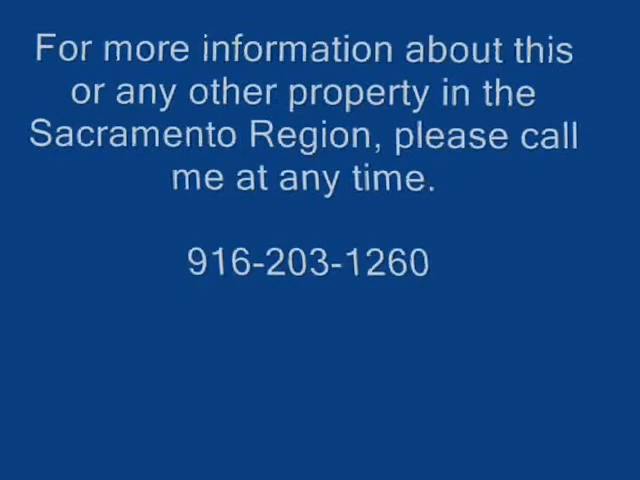 For more information about this
or any other property in the
Sacramento Region, please call
me at any time.
916-203-1260